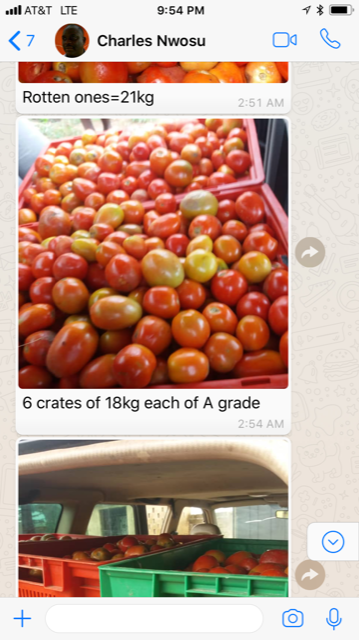 AT&T LTE 9:54 PM
7 Charles Nwosu
Rotten ones=21kg
2:51 AM
6 crates of 18kg each of A grade
2:54 AM